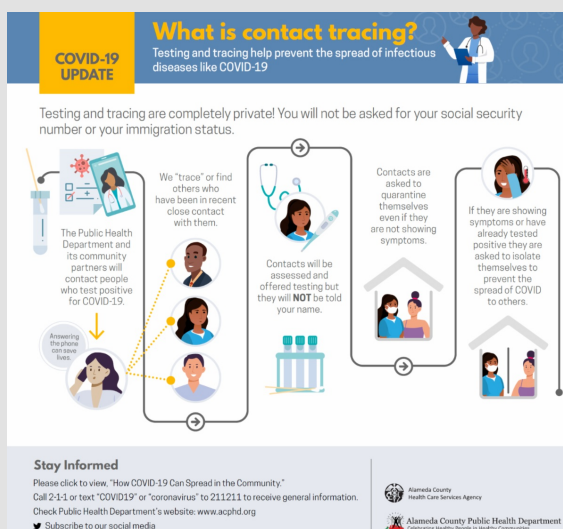 COVID-19
UPDATE
What is contact tracing?
Testing and tracing help prevent the spread of infectious
diseases like COVID-19
Testing and tracing are completely private! You will not be asked for your social security
number or your immigration status.
The Public Health
Department and
its community
partners will
contact people
who test positive
for COVID-19.
Answering
the phone
can save
lives.
We "trace" or find
others who
have been in recent
close contact
with them.
Contacts will be
assessed and
offered testing but
they will NOT be told
your name.
Contacts are
asked to
quarantine
themselves
even if they
are not showing
symptoms.
If they are showing
symptoms or have
already tested
positive they are
asked to isolate
themselves to
prevent the
spread of COVID
to others.
Stay Informed
Please click to view, "How COVID-19 Can Spread in the Community."
Call 2-1-1 or text "COVID19" or "coronavirus" to 211211 to receive general information.
Check Public Health Department's website: www.acphd.org
Subscribe to our social media
Alameda County
Health Care Services Agency
Alameda County Public Health Department
Celebrating Healthy People in Healthy Communities